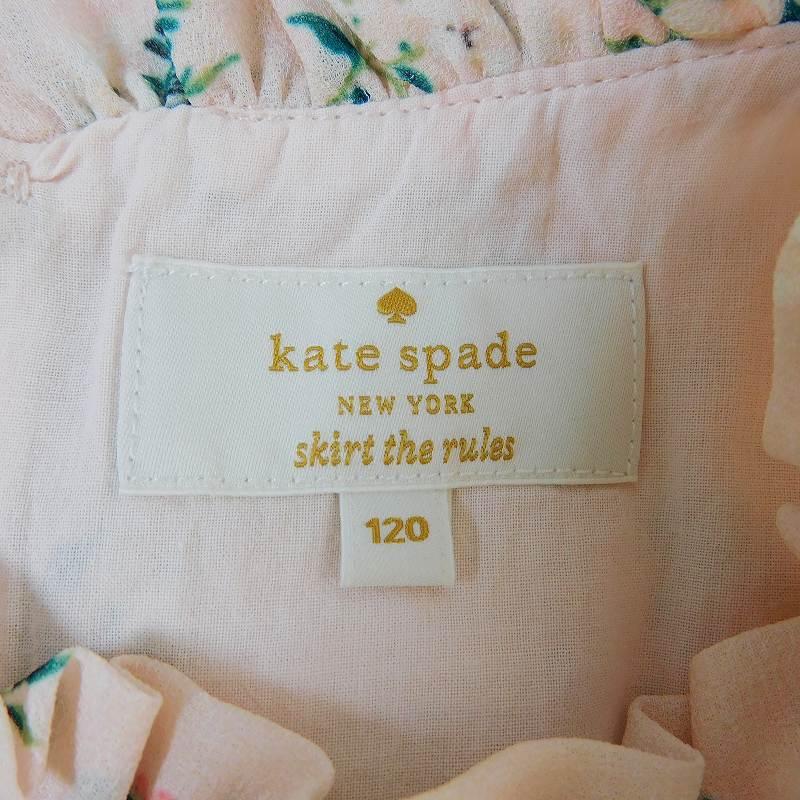 kate spade
NEW YORK
skirt the rules
120